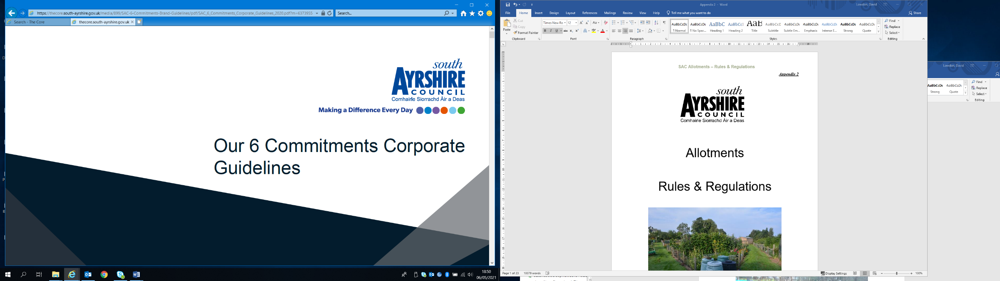 https://thecore.south-ayrshire.gov.uk/media/899/SAC-6-Commitments-Brand-Guidelines/pdf/SAC_6_Commitments_Corporate_Guidelines_2020.pdf?m=6373955
Search...
Search - The Core
thecore.south-ayrshire.gov.uk
south
AYRSHIRE
COUNCIL
Comhairle Siorrachd Àir a Deas
Making a Difference Every Day
Our 6 Commitments Corporate
Guidelines
18:50
06/05/2021
Appendix 2 - Word
Lowdon, David
File Home Insert Design Layout References Mailings Review View Help Tell me what you want to do
Share
Paste
Cut
Copy
Format Painter
Clipboard
Times New Ro 12
Font
Paragraph
AaBbCcDc AaBbCcDc AaBbC AaBbCcl AaB AaBbCcD AaBbCcDc AaBbCcDc AaBbCcDc AaBbCcDc AaBbCcDc
¶ Normal ¶ No Spac... Heading 1 Heading 2 Title Subtitle Subtle Em... Emphasis Intense E... Strong Quote
Styles
Find
Replace
Select
Editing
SAC Allotments – Rules & Regulations
Appendix 2
south
AYRSHIRE
COUNCIL
Comhairle Siorrachd Àir a Deas
Allotments
Rules & Regulations
Page 1 of 23 10079 words
Display Settings
100%
Lowdon, David
AaBbCcDc AaBbCcDc
Strong Quote
Find
Replace
Select
Editing